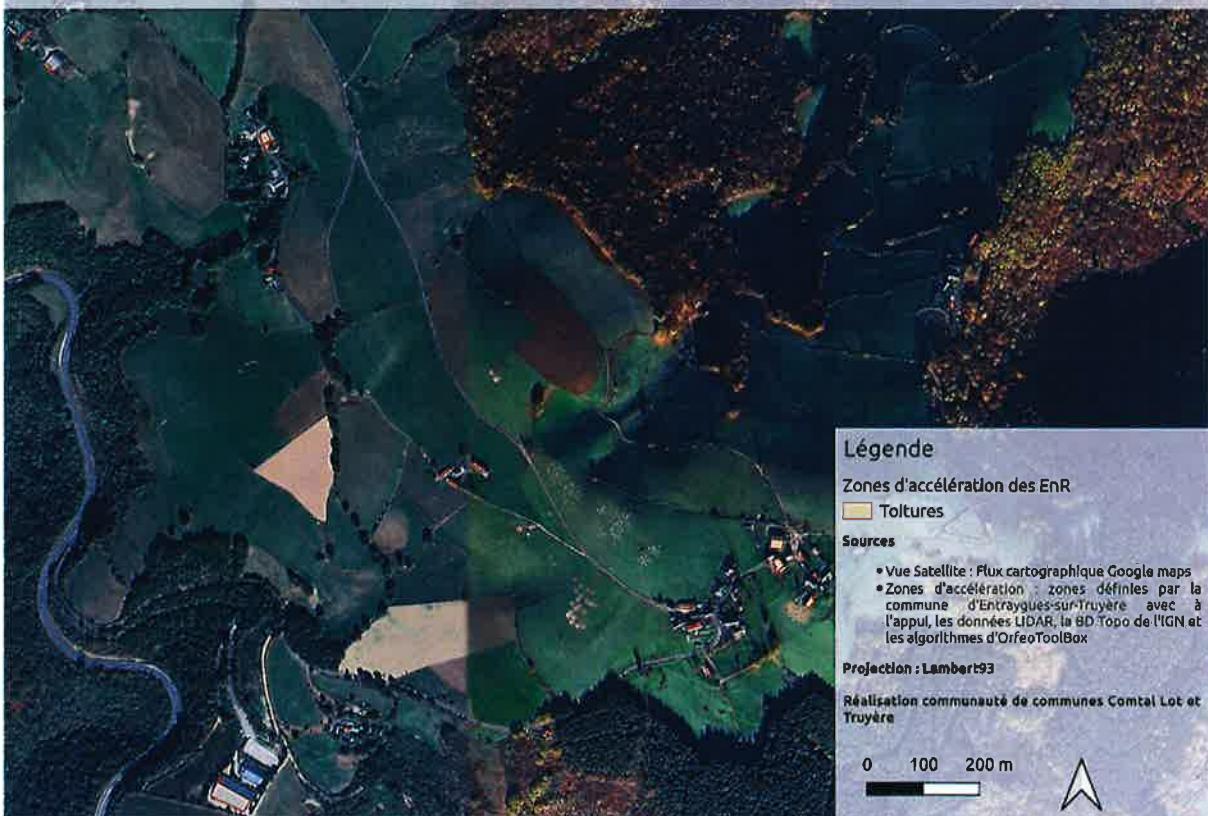 Légende
Zones d'accélération des EnR
Toitures
Sources
• Vue Satellite : Flux cartographique Google maps
• Zones d'accélération : zones définies par la
commune d'Entraygues-sur-Truyère avec à
l'appui, les données LIDAR, la BD Topo de l'IGN et
les algorithmes d'OrfeoToolBox
Projection : Lambert93
Réalisation communauté de communes Comtal Lot et
Truyère
0 100 200 m